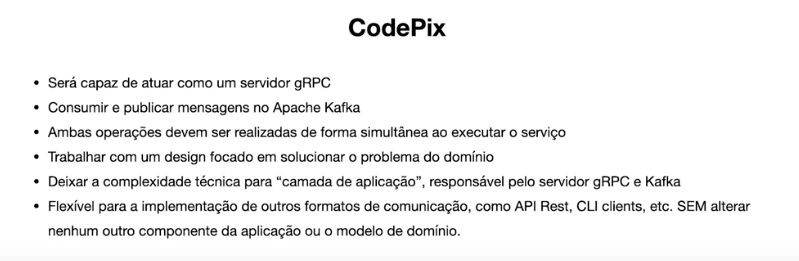 CodePix
• Será capaz de atuar como um servidor gRPC
• Consumir e publicar mensagens no Apache Kafka
• Ambas operações devem ser realizadas de forma simultânea ao executar o serviço
• Trabalhar com um design focado em solucionar o problema do domínio
• Deixar a complexidade técnica para “camada de aplicação”, responsável pelo servidor gRPC e Kafka
• Flexível para a implementação de outros formatos de comunicação, como API Rest, CLI clients, etc. SEM alterar
nenhum outro componente da aplicação ou o modelo de domínio.